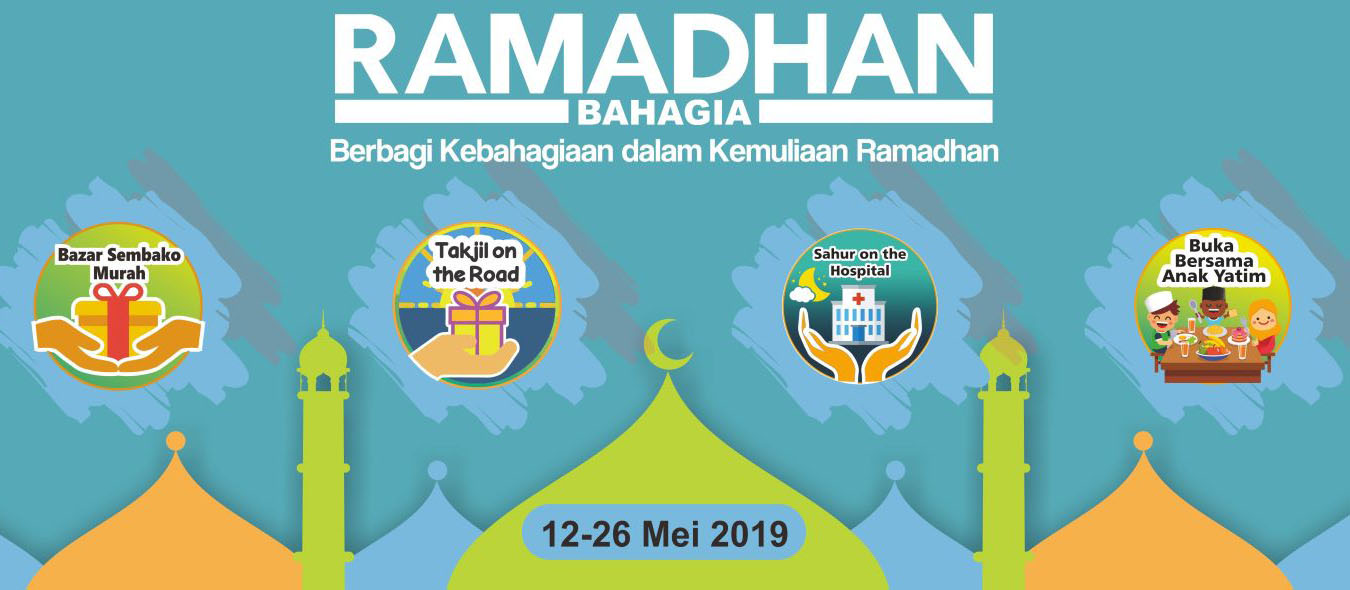 RAMADHAN
BAHAGIA
Berbagi Kebahagiaan dalam Kemuliaan Ramadhan
Bazar Sembako
Murah
Takjil on
the Road
Sahur on the
Hospital
Buka
Bersama
Anak Yatim
12-26 Mei 2019